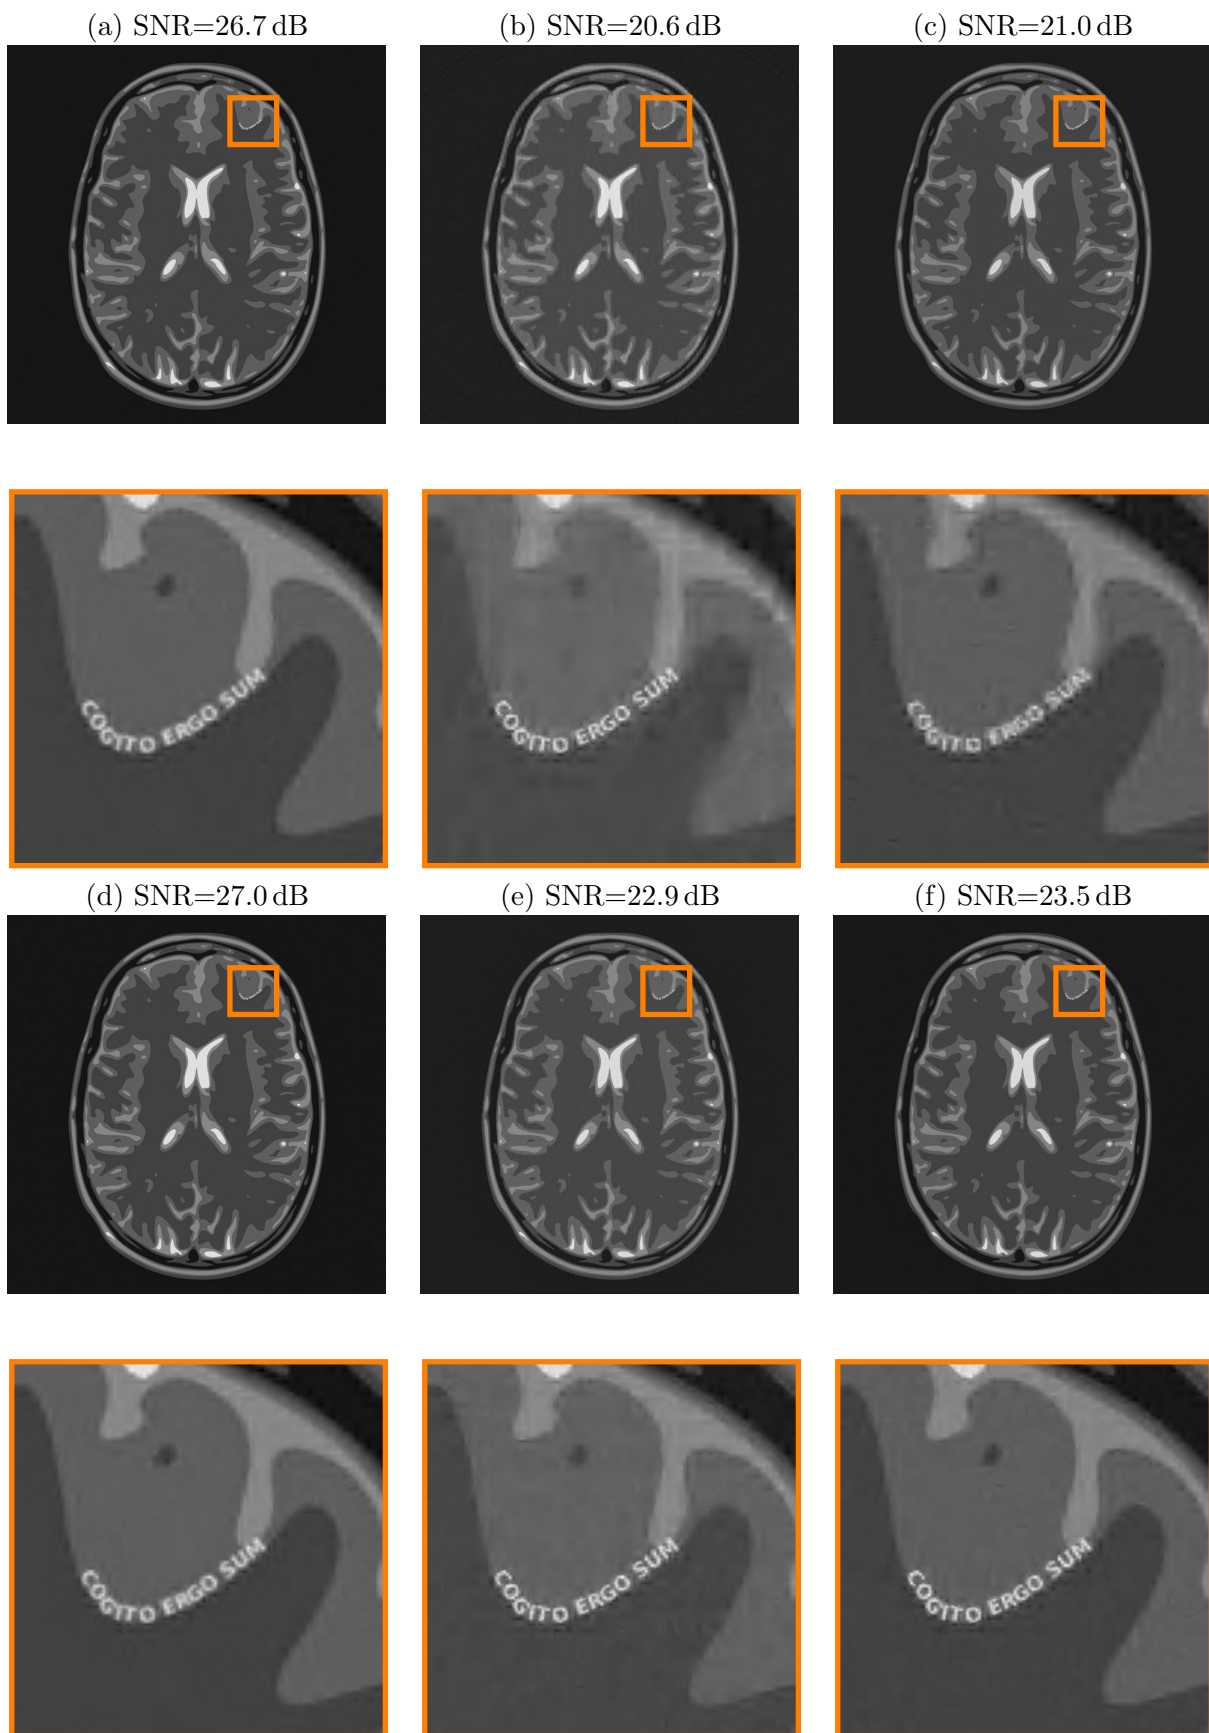 (a) SNR=26.7 dB
(b) SNR=20.6 dB
(c) SNR=21.0 dB
COGITO ERGO SUM
COGITO ERGO SUM
COGITO ERGO SUM
(d) SNR=27.0 dB
(e) SNR=22.9 dB
(f) SNR=23.5 dB
COGITO ERGO SUM
COGITO ERGO SUM
COGITO ERGO SUM